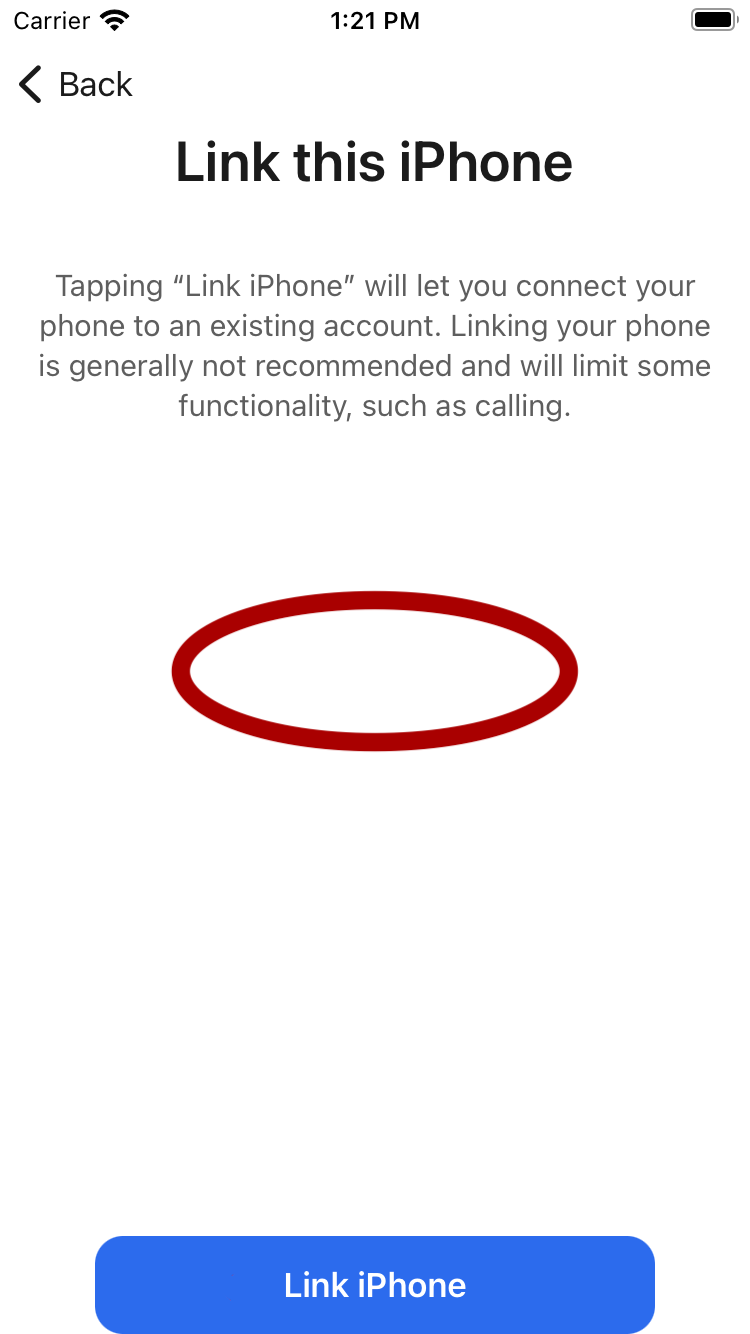 Carrier 1:21 PM
Back
Link this iPhone
Tapping “Link iPhone” will let you connect your
phone to an existing account. Linking your phone
is generally not recommended and will limit some
functionality, such as calling.
Link iPhone